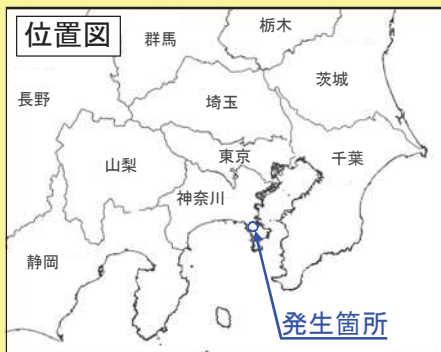 位置図
栃木
群馬
茨城
長野
埼玉
東京
千葉
山梨
神奈川
静岡
発生箇所